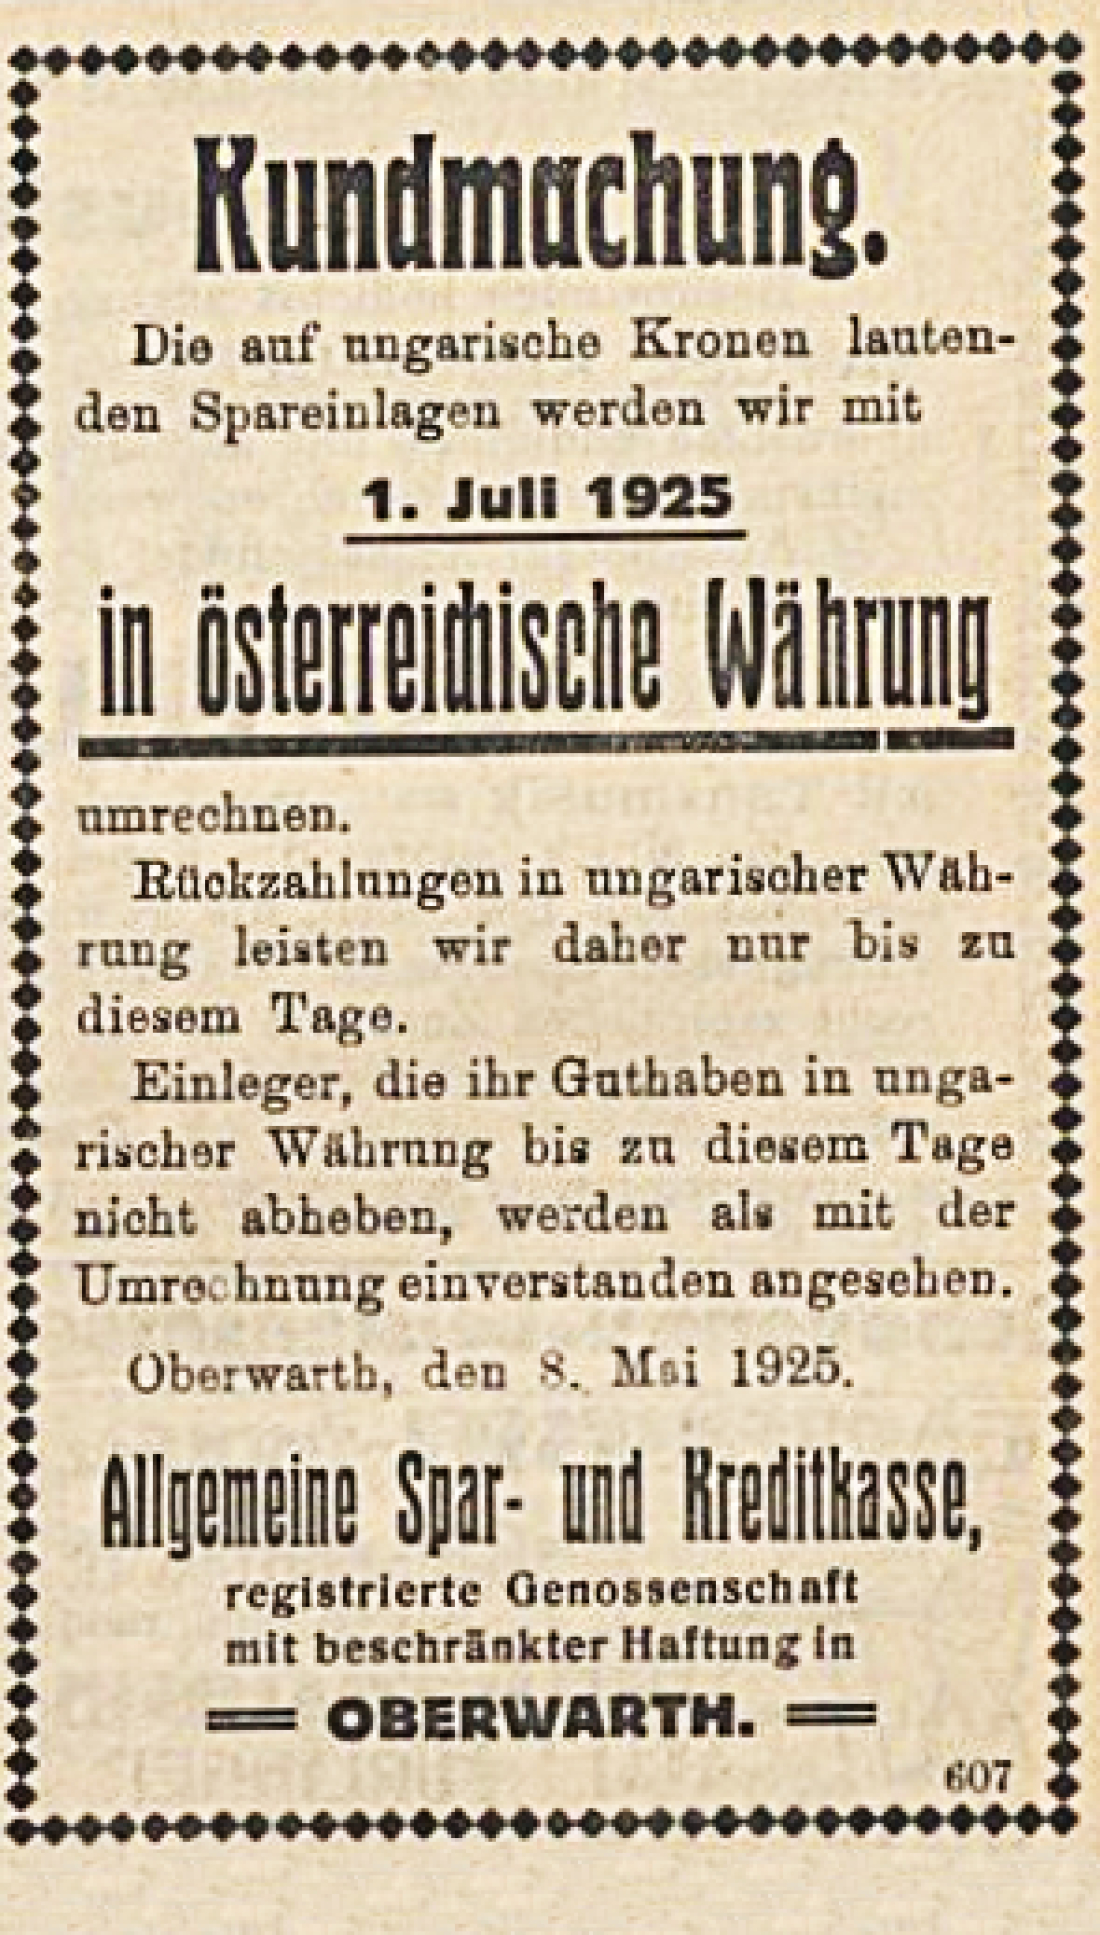 Kundmachung.
Die auf ungarische Kronen lauten-
den Spareinlagen werden wir mit
1. Juli 1925
in österreichische Währung
umrechnen.
Rückzahlungen in ungarischer Wäh-
rung leisten wir daher nur bis zu
diesem Tage.
Einleger, die ihr Guthaben in unga-
rischer Währung bis zu diesem Tage
nicht abheben, werden als mit der
Umrechnung einverstanden angesehen.
Oberwarth, den 8. Mai 1925.
Allgemeine Spar- und Kreditkasse,
registrierte Genossenschaft
mit beschränkter Haftung in
OBERWARTH.
607